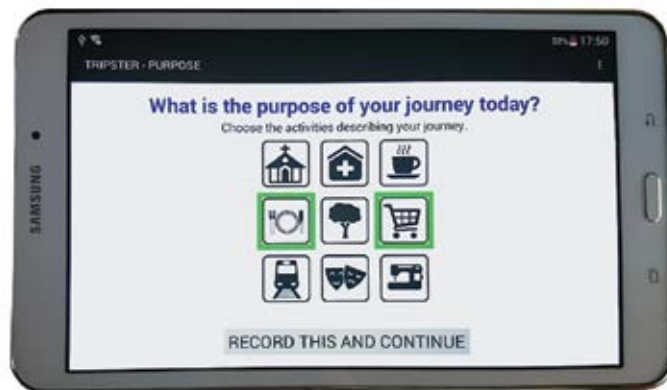 17:50
TRIPSTER - PURPOSE
What is the purpose of your journey today?
Choose the activities describing your journey.
RECORD THIS AND CONTINUE
SAMSUNG